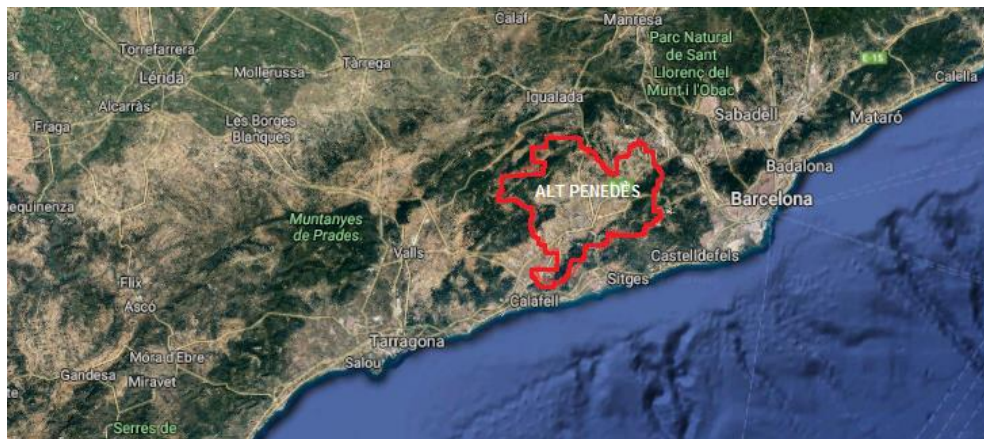 Calaf
Manresa
Torrefarrera
Parc Natural
de Sant
Llorenç del
Munt i l'Obac
E 15
Tàrrega
Lérida
Mollerussa
Calella
Igualada
Alcarràs
Sabadell
Mataró
Fraga
Les Borges
Blanques
Badalona
ALT PENEDÈS
Barcelona
equinenza
Muntanyes
de Prades
Valls
Castelldefels
Sitges
Flix
Calafell
Ascó
Tarragona
Móra d'Ebre
Salou
Gandesa
Miravet
Serres de